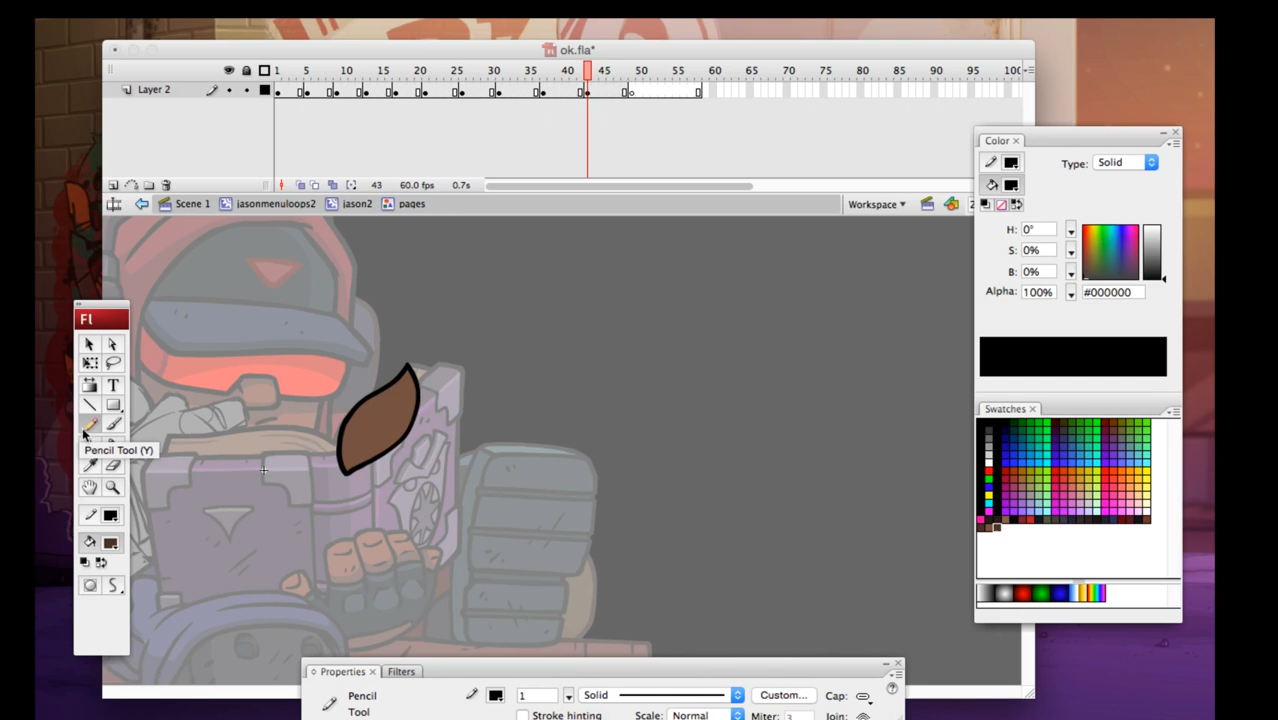 ok.fla*
1 5 10 15 20 25 30 35 40 45 50 55 60 65 70 75 80 85 90 95 100
Layer 2
43 60.0 fps 0.7s
Scene 1 jasonmenuloops2 jason2 pages Workspace
Color
Type: Solid
H: 0°
S: 0%
B: 0%
Alpha: 100% #000000
Fl
T
Pencil Tool (Y)
Swatches
Properties Filters
Pencil 1 Solid Custom... Cap:
Tool Stroke hinting Scale: Normal Miter: 3 Join: